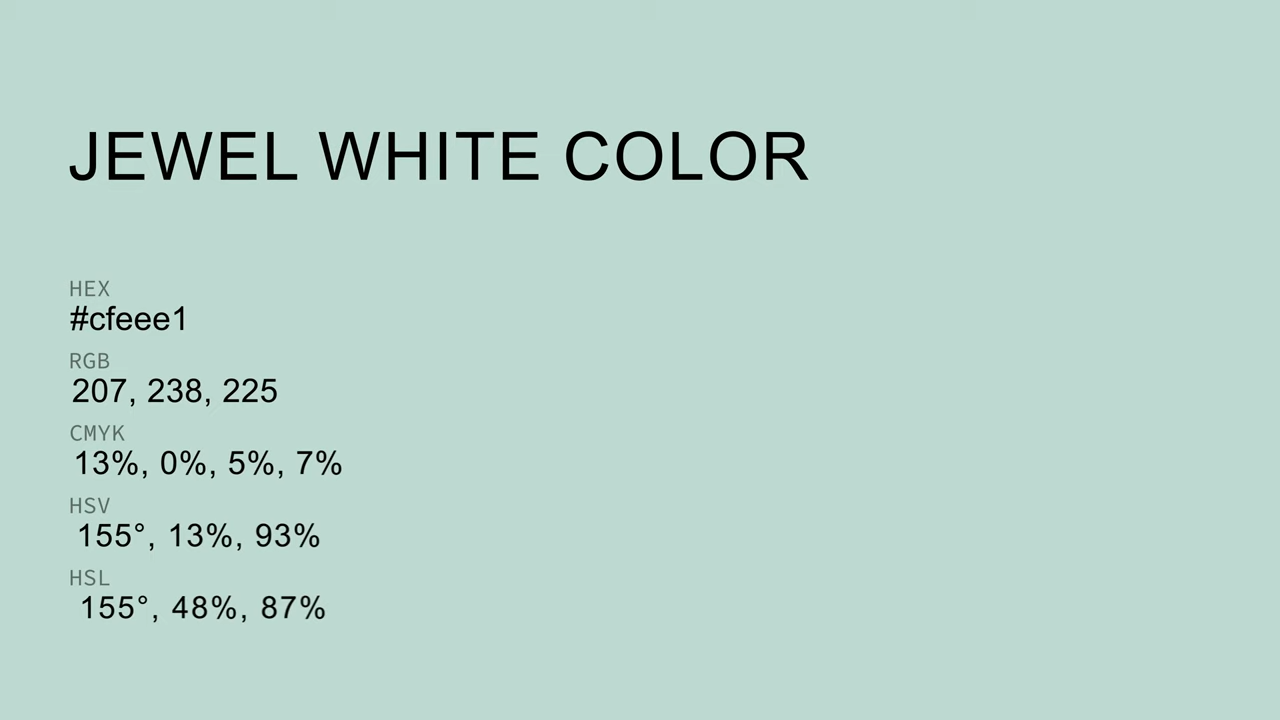 JEWEL WHITE COLOR
HEX
#cfeee1
RGB
207, 238, 225
CMYK
13%, 0%, 5%, 7%
HSV
155°, 13%, 93%
HSL
155°, 48%, 87%